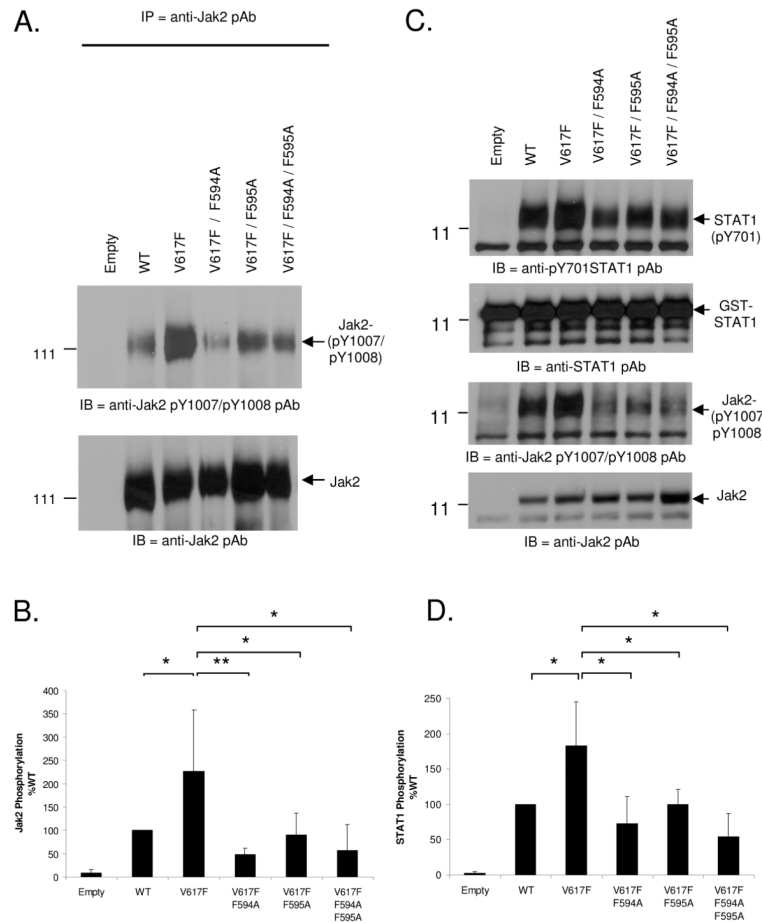 A.
IP = anti-Jak2 pAb
Empty
WT
V617F
V617F / F594A
V617F / F595A
V617F / F594A / F595A
111
Jak2-
(pY1007/
pY1008)
IB = anti-Jak2 pY1007/pY1008 pAb
111
Jak2
IB = anti-Jak2 pAb
C.
Empty
WT
V617F
V617F / F594A
V617F / F595A
V617F / F594A / F595A
11
STAT1
(pY701)
IB = anti-pY701STAT1 pAb
11
GST-
STAT1
IB = anti-STAT1 pAb
11
Jak2-
(pY1007
pY1008
IB = anti-Jak2 pY1007/pY1008 pAb
11
Jak2
IB = anti-Jak2 pAb
B.
*
*
* **
Jak2 Phosphorylation
%WT
400
350
300
250
200
150
100
50
0
Empty WT V617F V617F V617F V617F
F594A F595A F594A
F595A
D.
*
*
* *
STAT1 Phosphorylation
%WT
250
200
150
100
50
0
Empty WT V617F V617F V617F V617F
F594A F595A F594A
F595A